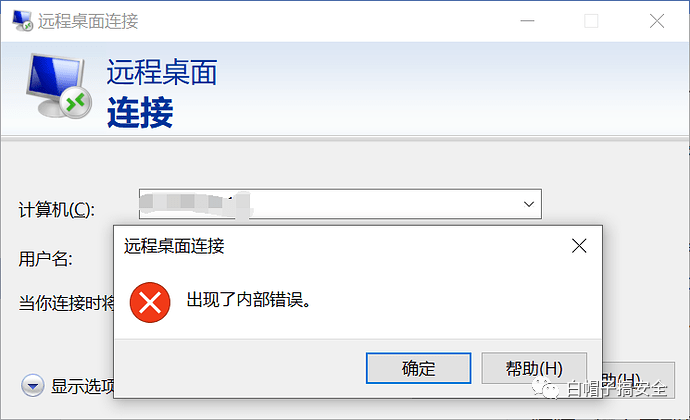 远程桌面连接
远程桌面
连接
计算机(C):
用户名:
当你连接时将
远程桌面连接
出现了内部错误。
确定
帮助(H)
显示选项
助(H)
白帽子搞安全